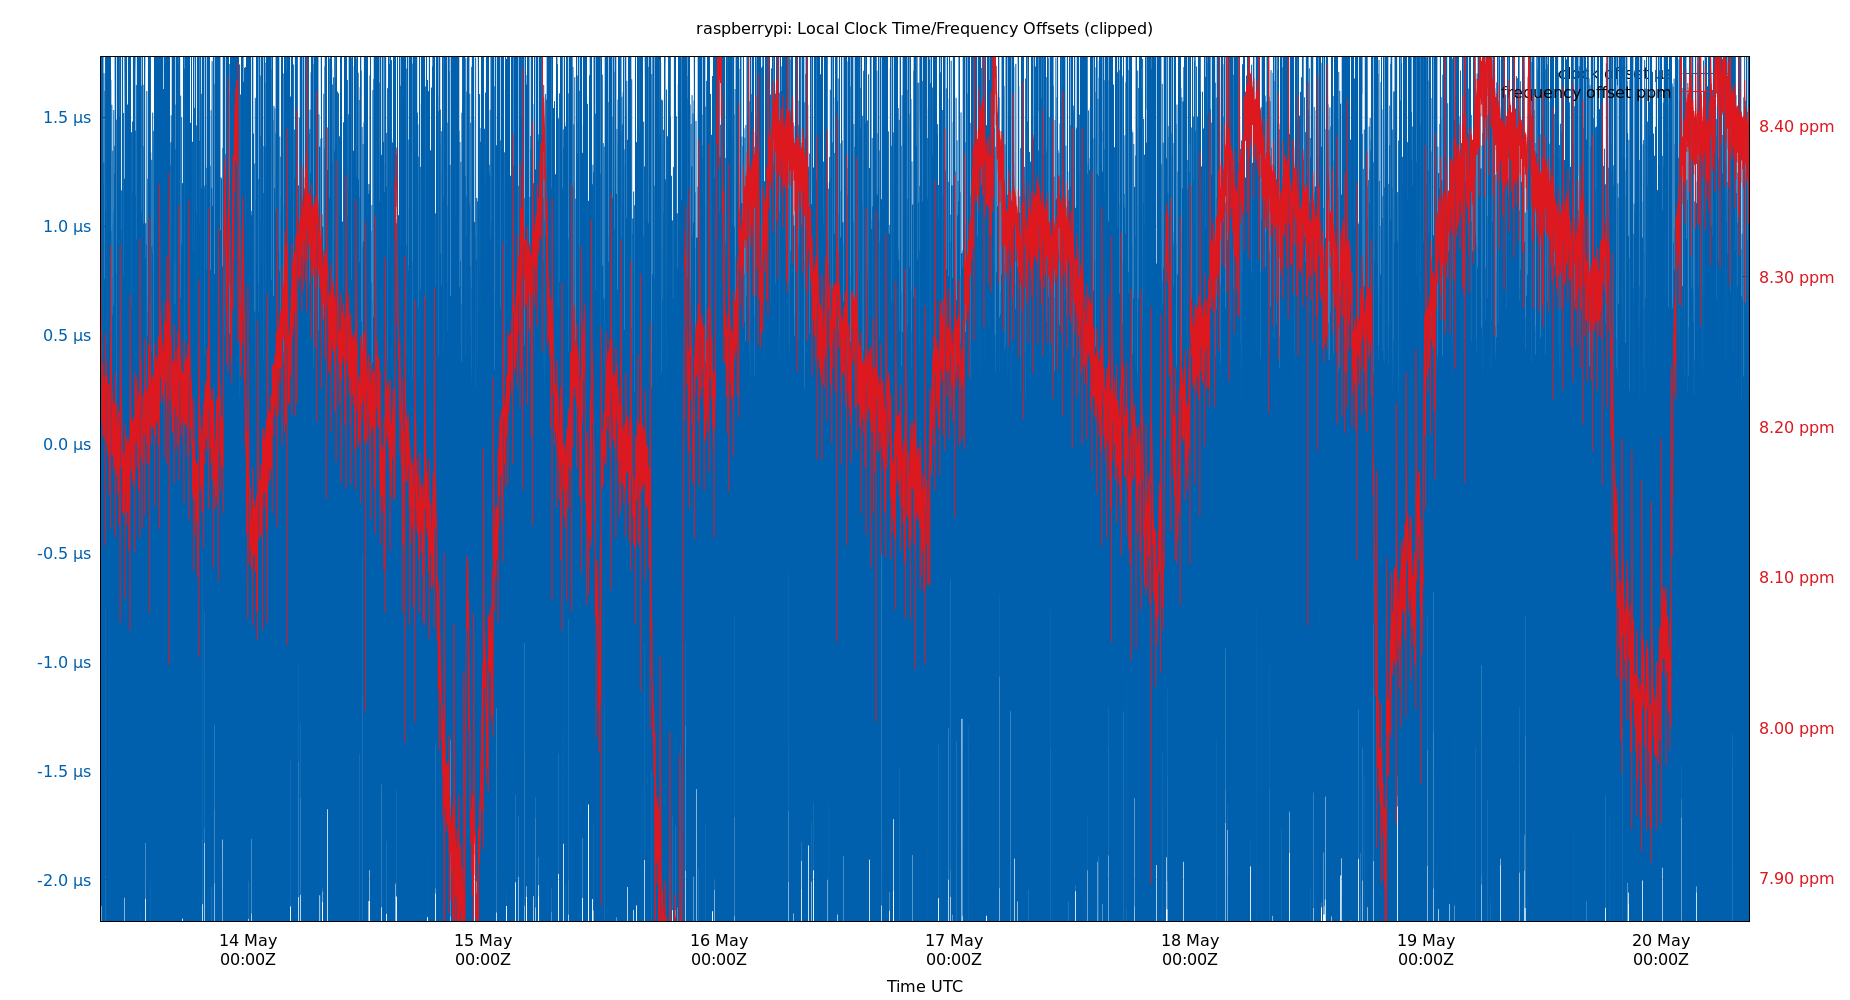 raspberrypi: Local Clock Time/Frequency Offsets (clipped)
clock offset μs
frequency offset ppm
1.5 μs
1.0 μs
0.5 μs
0.0 μs
-0.5 μs
-1.0 μs
-1.5 μs
-2.0 μs
8.40 ppm
8.30 ppm
8.20 ppm
8.10 ppm
8.00 ppm
7.90 ppm
14 May
00:00Z
15 May
00:00Z
16 May
00:00Z
17 May
00:00Z
18 May
00:00Z
19 May
00:00Z
20 May
00:00Z
Time UTC